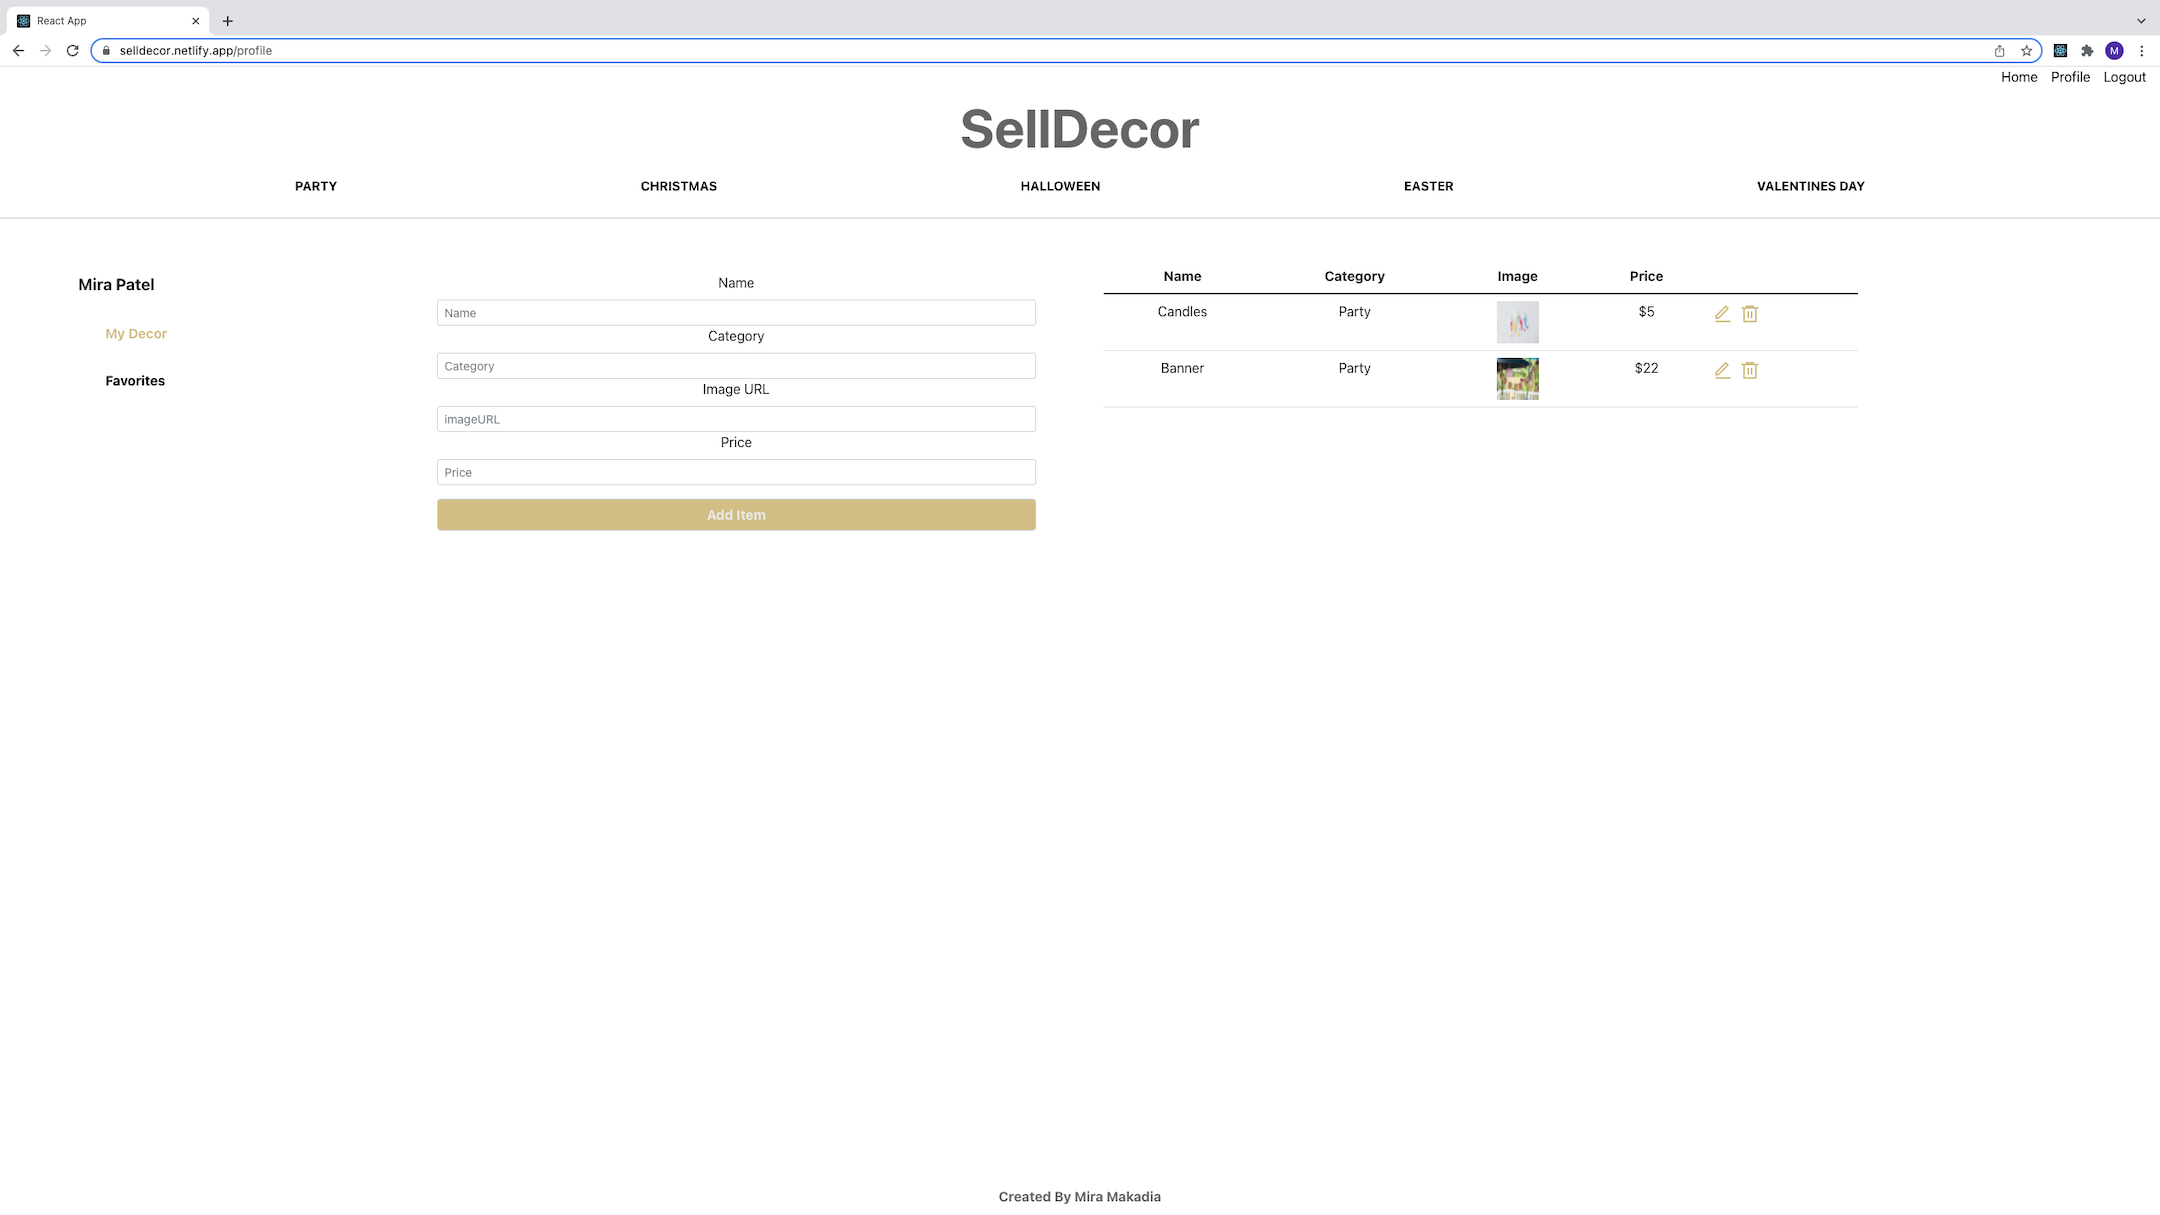 React App
selldecor.netlify.app/profile
M
Home Profile Logout
SellDecor
PARTY CHRISTMAS HALLOWEEN EASTER VALENTINES DAY
Mira Patel
My Decor
Favorites
Name
Name
Category
Category
Image URL
imageURL
Price
Price
Add Item
Name Category Image Price
Candles Party $5
Banner Party $22
Created By Mira Makadia